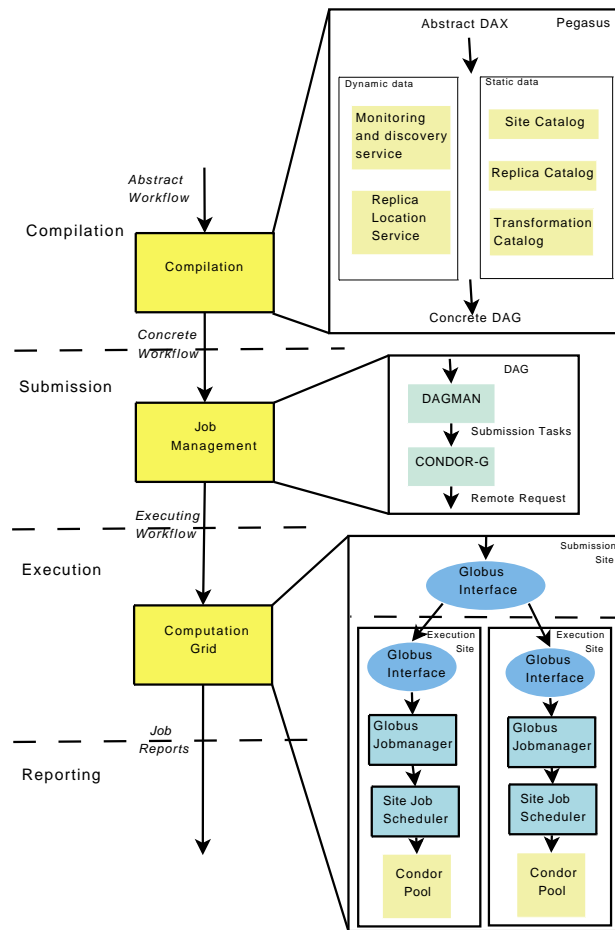 Abstract DAX
Pegasus
Dynamic data
Static data
Monitoring
and discovery
service
Site Catalog
Replica Catalog
Replica
Location
Service
Transformation
Catalog
Concrete DAG
Abstract
Workflow
Compilation
Compilation
Concrete
Workflow
Submission
Job
Management
DAG
DAGMAN
Submission Tasks
CONDOR-G
Remote Request
Executing
Workflow
Execution
Computation
Grid
Submission
Site
Globus
Interface
Execution
Site
Globus
Interface
Globus
Jobmanager
Site Job
Scheduler
Condor
Pool
Execution
Site
Globus
Interface
Globus
Jobmanager
Site Job
Scheduler
Condor
Pool
Job
Reports
Reporting